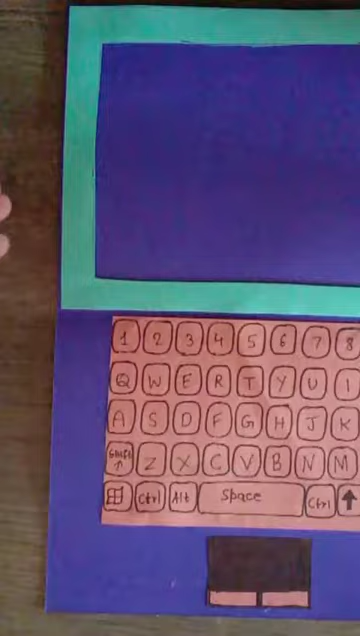 1 2 3 4 5 6 7 8
Q W E R T Y U I
A S D F G H J K
Shift ↑ Z X C V B N M
Ctrl Alt Space Ctrl ↑